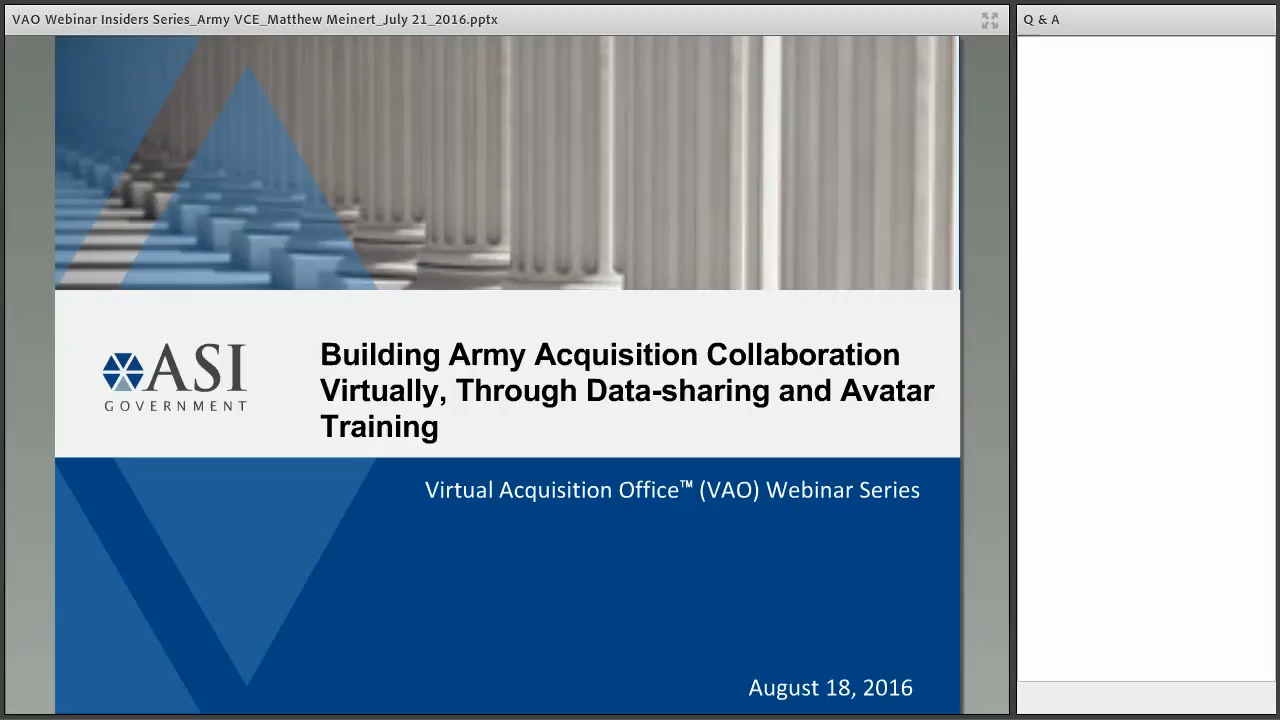 VAO Webinar Insiders Series_Army VCE_Matthew Meinert_July 21_2016.pptx
Q & A
ASI
GOVERNMENT
Building Army Acquisition Collaboration
Virtually, Through Data-sharing and Avatar
Training
Virtual Acquisition Office™ (VAO) Webinar Series
August 18, 2016